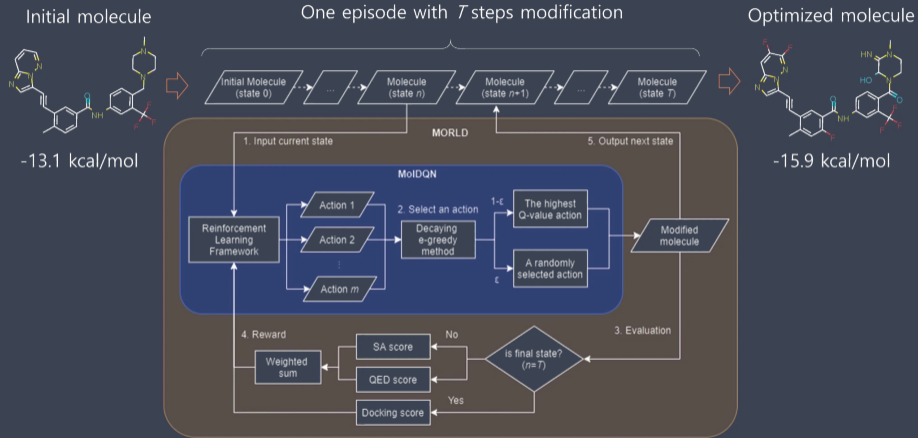 Initial molecule
One episode with T steps modification
Optimized molecule
Initial Molecule
(state 0)
...
Molecule
(state n)
Molecule
(state n+1)
...
Molecule
(state T)
N
N
N
N
N
O
NH
F
F
F
-13.1 kcal/mol
F
F
N
N
N
HN
N
N
HO
O
O
NH
F
F
F
F
-15.9 kcal/mol
MORLD
1. Input current state
5. Output next state
MolDQN
Reinforcement
Learning
Framework
Action 1
Action 2
⋮
Action m
2. Select an action
Decaying
e-greedy
method
1-ε
The highest
Q-value action
ε
A randomly
selected action
Modified
molecule
3. Evaluation
4. Reward
Weighted
sum
SA score
QED score
Docking score
No
Yes
is final state?
(n=T)